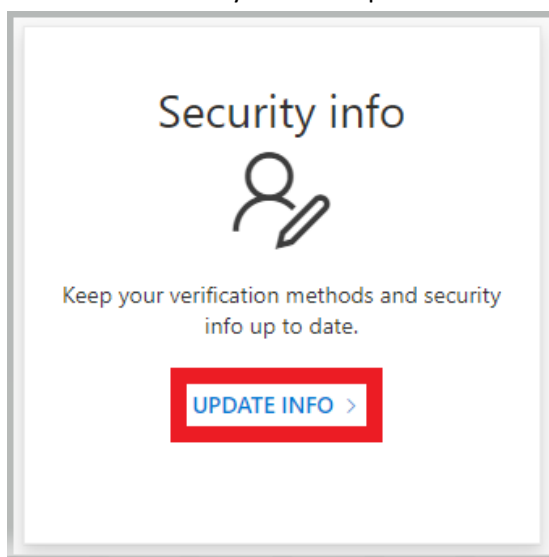 Security info
Keep your verification methods and security
info up to date.
UPDATE INFO >